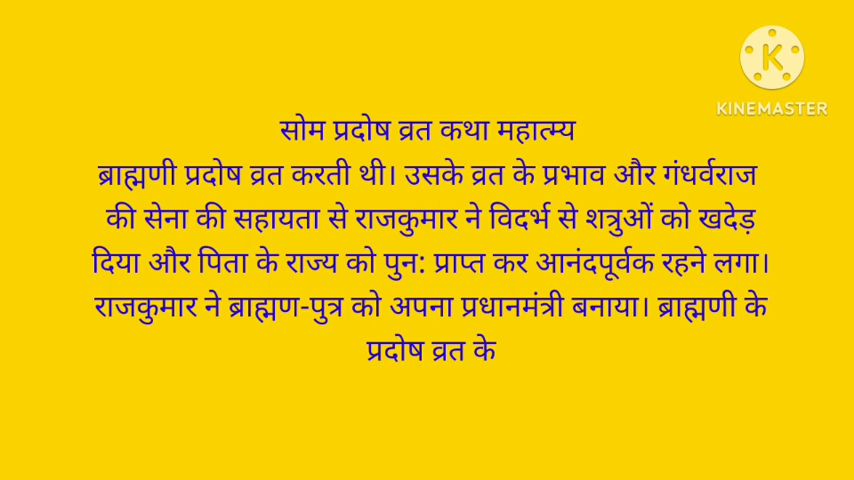 KINEMASTER
सोम प्रदोष व्रत कथा महात्म्य
ब्राह्मणी प्रदोष व्रत करती थी। उसके व्रत के प्रभाव और गंधर्वराज
की सेना की सहायता से राजकुमार ने विदर्भ से शत्रुओं को खदेड़
दिया और पिता के राज्य को पुन: प्राप्त कर आनंदपूर्वक रहने लगा।
राजकुमार ने ब्राह्मण-पुत्र को अपना प्रधानमंत्री बनाया। ब्राह्मणी के
प्रदोष व्रत के